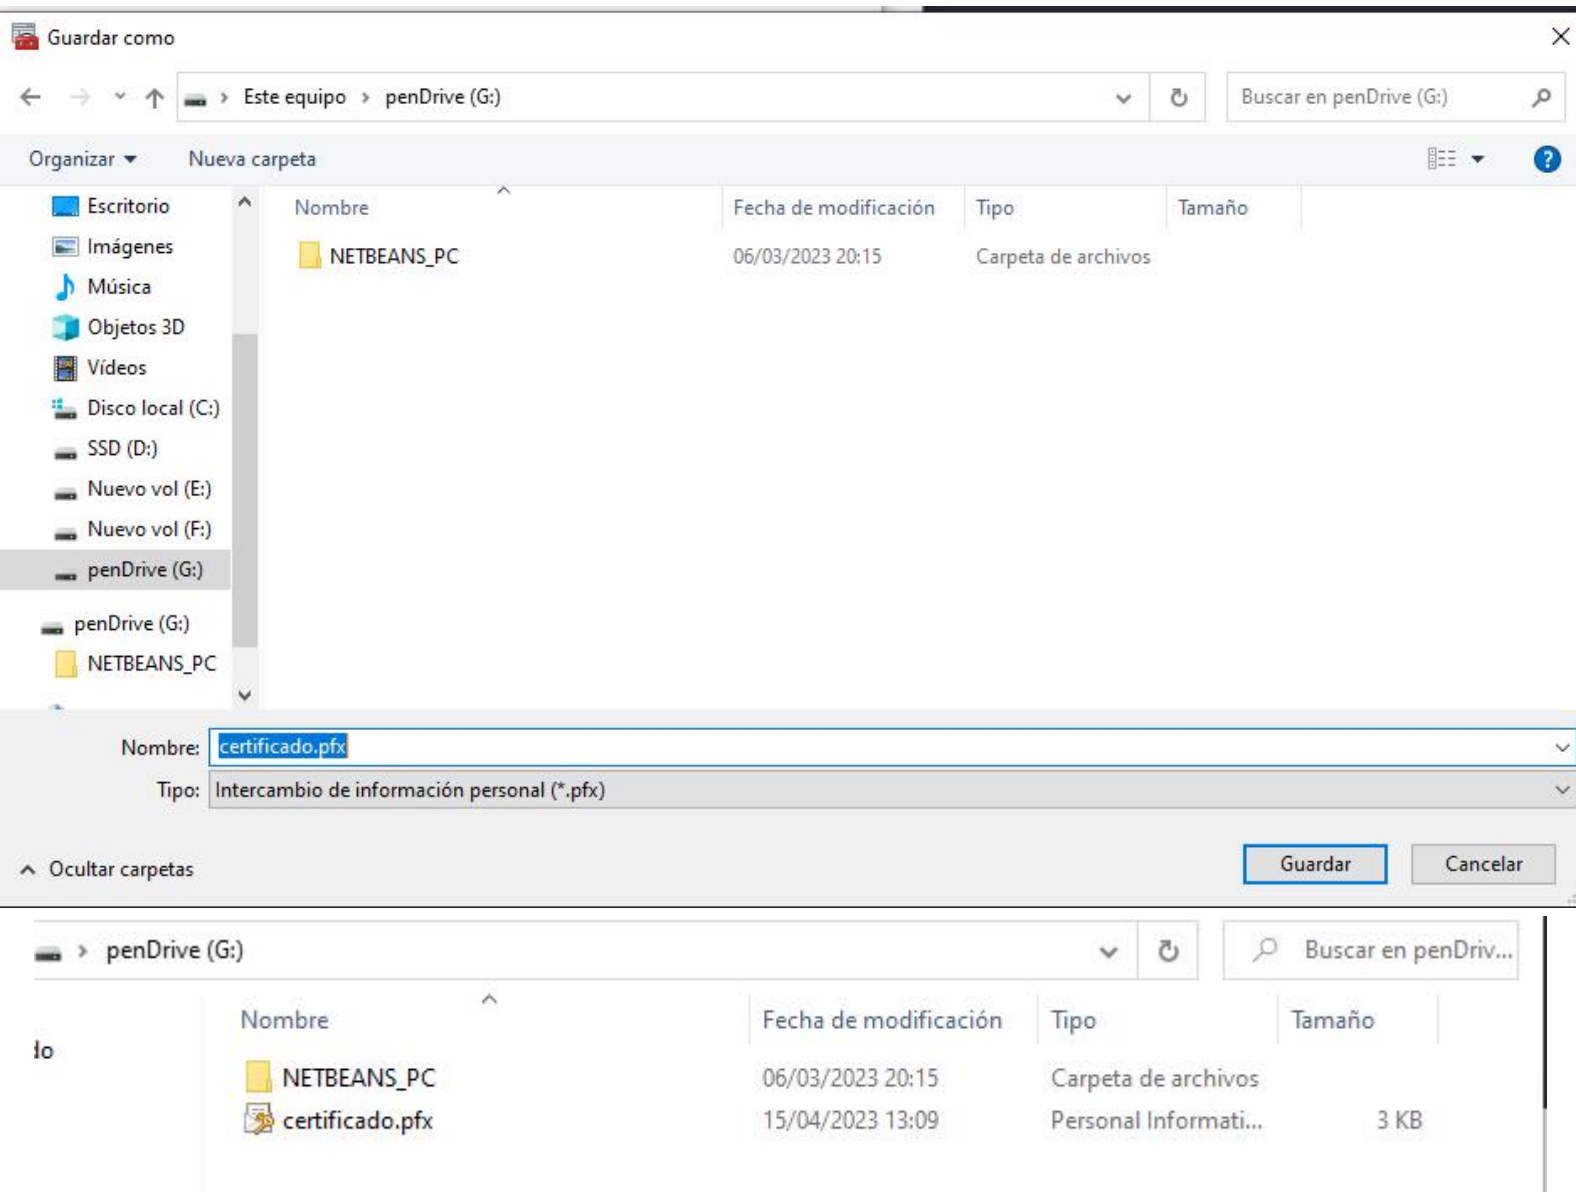 Guardar como
Este equipo > penDrive (G:)
Buscar en penDrive (G:)
Organizar
Nueva carpeta
Nombre
Fecha de modificación
Tipo
Tamaño
NETBEANS_PC
06/03/2023 20:15
Carpeta de archivos
Escritorio
Imágenes
Música
Objetos 3D
Vídeos
Disco local (C:)
SSD (D:)
Nuevo vol (E:)
Nuevo vol (F:)
penDrive (G:)
penDrive (G:)
NETBEANS_PC
Nombre: certificado.pfx
Tipo: Intercambio de información personal (*.pfx)
Ocultar carpetas
Guardar
Cancelar
> penDrive (G:)
Buscar en penDriv...
Nombre
Fecha de modificación
Tipo
Tamaño
do
NETBEANS_PC
06/03/2023 20:15
Carpeta de archivos
certificado.pfx
15/04/2023 13:09
Personal Informati...
3 KB